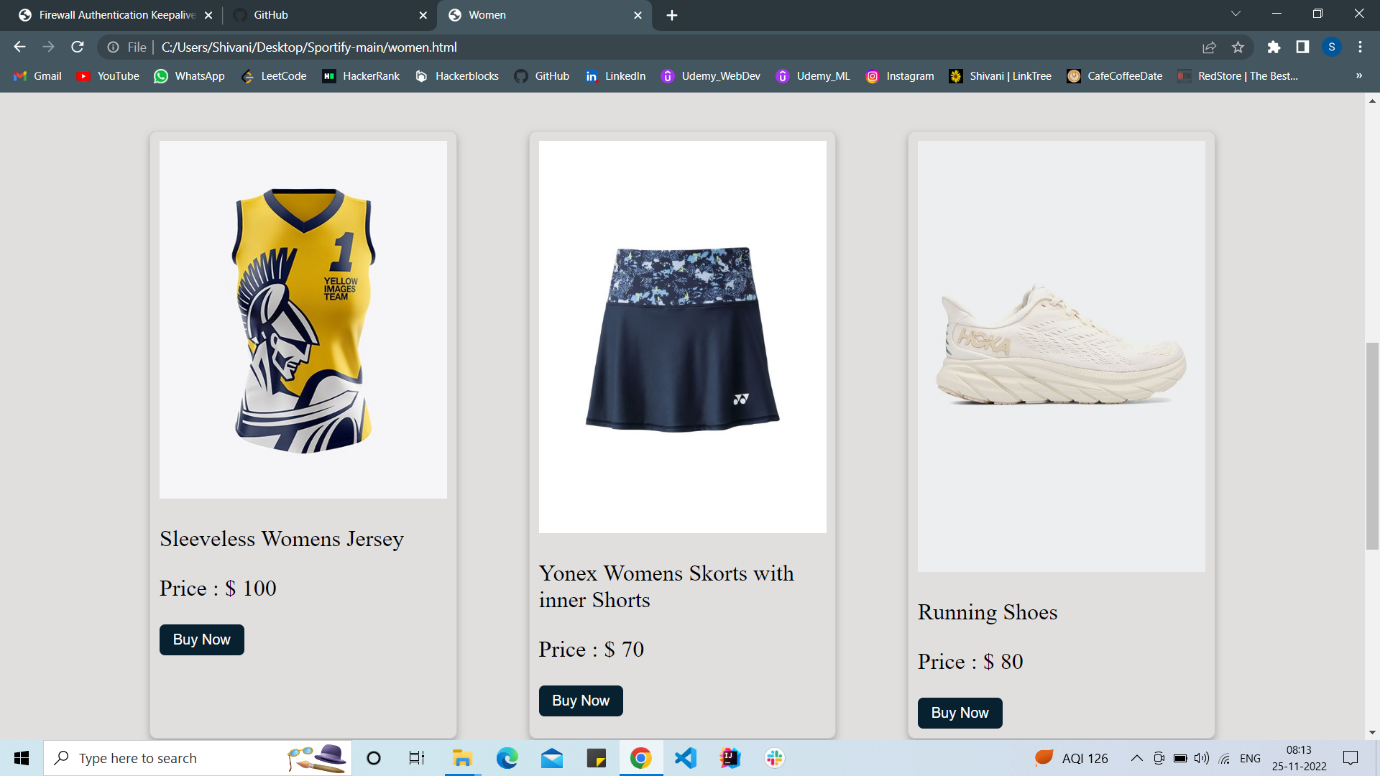 Firewall Authentication Keepalive
GitHub
Women
File | C:/Users/Shivani/Desktop/Sportify-main/women.html
S
Gmail
YouTube
WhatsApp
LeetCode
HackerRank
Hackerblocks
GitHub
LinkedIn
Udemy_WebDev
Udemy_ML
Instagram
Shivani | LinkTree
CafeCoffeeDate
RedStore | The Best...
»
1
YELLOW
IMAGES
TEAM
Sleeveless Womens Jersey
Price : $ 100
Buy Now
Yonex Womens Skorts with
inner Shorts
Price : $ 70
Buy Now
HOKA
Running Shoes
Price : $ 80
Buy Now
Type here to search
AQI 126
ENG
08:13
25-11-2022